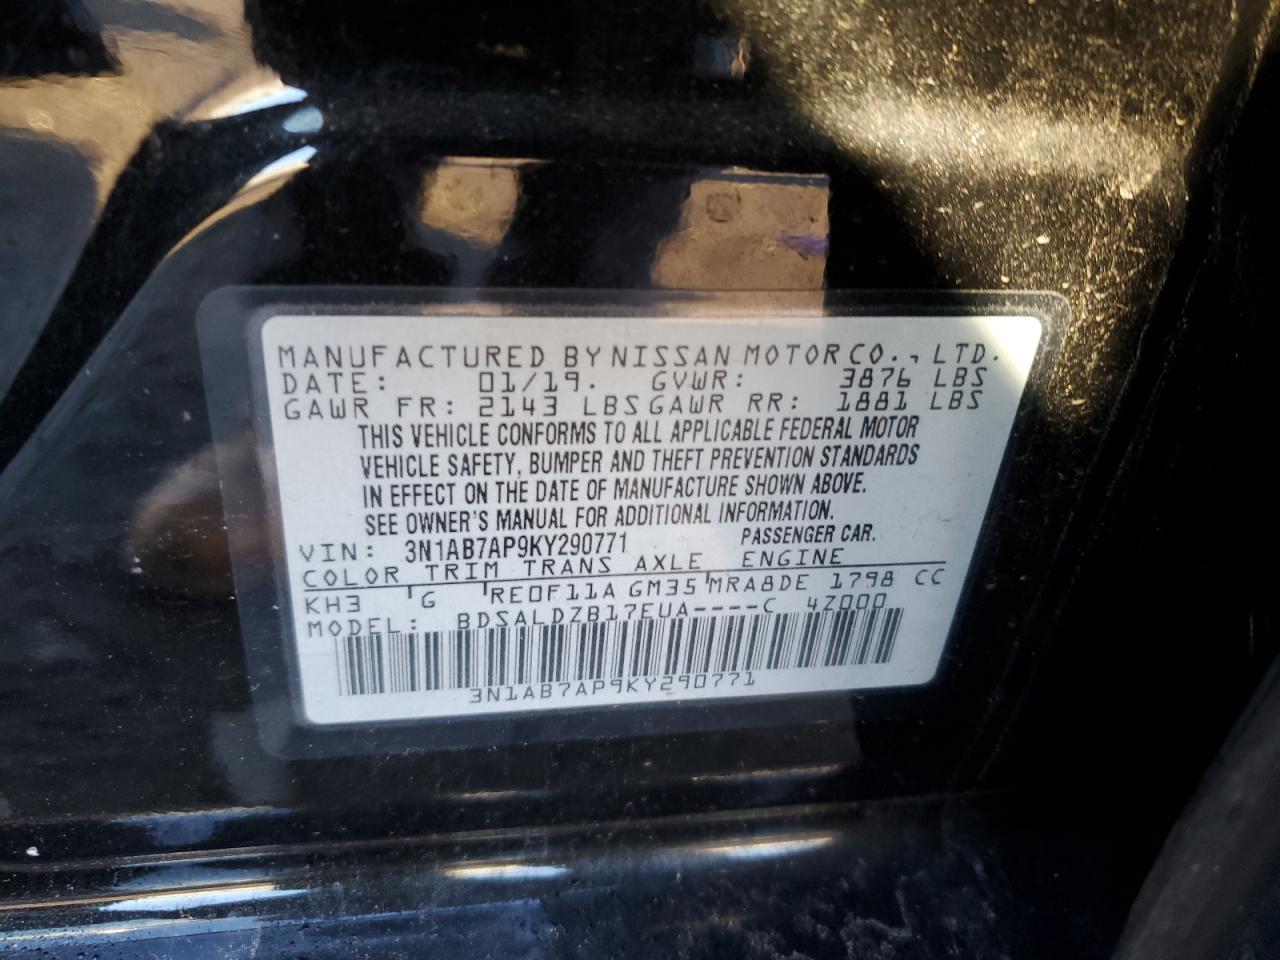 MANUFACTURED BY NISSAN MOTOR CO., LTD.
DATE: 01/19. GVWR: 3876 LBS
GAWR FR: 2143 LBS GAWR RR: 1881 LBS
THIS VEHICLE CONFORMS TO ALL APPLICABLE FEDERAL MOTOR
VEHICLE SAFETY, BUMPER AND THEFT PREVENTION STANDARDS
IN EFFECT ON THE DATE OF MANUFACTURE SHOWN ABOVE.
SEE OWNER'S MANUAL FOR ADDITIONAL INFORMATION.
VIN: 3N1AB7AP9KY290771 PASSENGER CAR.
COLOR TRIM TRANS AXLE ENGINE
KH3 G RE0F11A GM35 MRA8DE 1798 CC
MODEL: BDSALDZB17EUA----C 4Z000
3N1AB7AP9KY290771